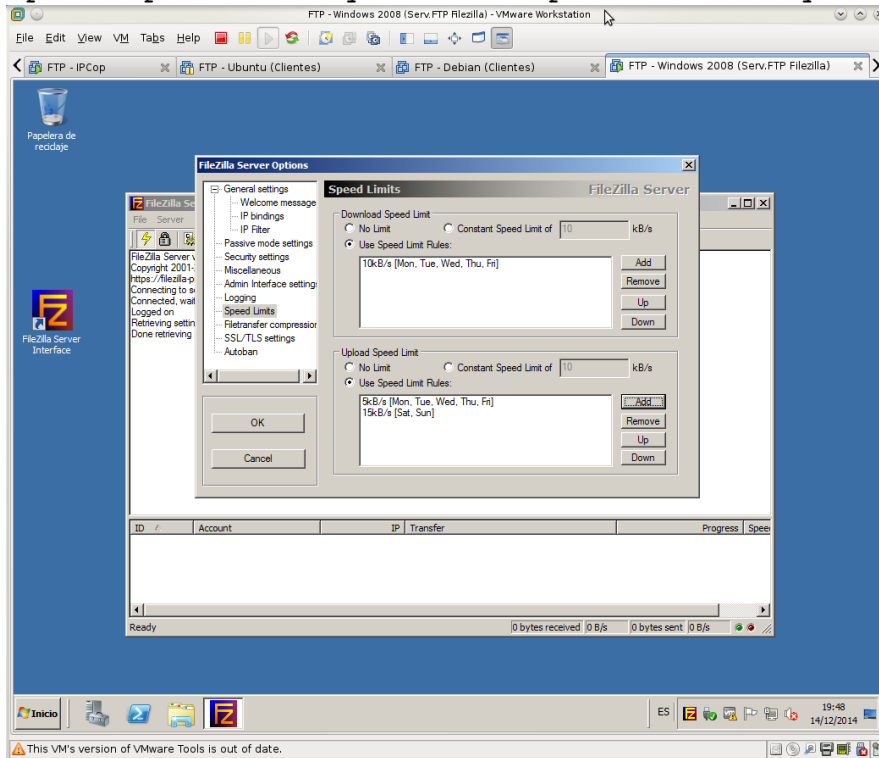 FTP - Windows 2008 (Serv.FTP Filezilla) - VMware Workstation
File Edit View VM Tabs Help
FTP - IPCop
FTP - Ubuntu (Clientes)
FTP - Debian (Clientes)
FTP - Windows 2008 (Serv.FTP Filezilla)
Papelera de
reciclaje
FileZilla Server
Interface
FileZilla Se
File Server
FileZilla Server v
Copyright 2001-
https://filezilla-p
Connecting to s
Connected, wait
Logged on
Retrieving settin
Done retrieving
FileZilla Server Options
General settings
Welcome message
IP bindings
IP Filter
Passive mode settings
Security settings
Miscellaneous
Admin Interface settings
Logging
Speed Limits
Filetransfer compression
SSL/TLS settings
Autoban
OK
Cancel
Speed Limits
FileZilla Server
Download Speed Limit
No Limit
Constant Speed Limit of 10 kB/s
Use Speed Limit Rules:
10kB/s [Mon, Tue, Wed, Thu, Fri]
Add
Remove
Up
Down
Upload Speed Limit
No Limit
Constant Speed Limit of 10 kB/s
Use Speed Limit Rules:
5kB/s [Mon, Tue, Wed, Thu, Fri]
15kB/s [Sat, Sun]
Add
Remove
Up
Down
ID / Account IP Transfer Progress Spee
Ready
0 bytes received 0 B/s 0 bytes sent 0 B/s
Inicio
ES
19:48
14/12/2014
This VM's version of VMware Tools is out of date.